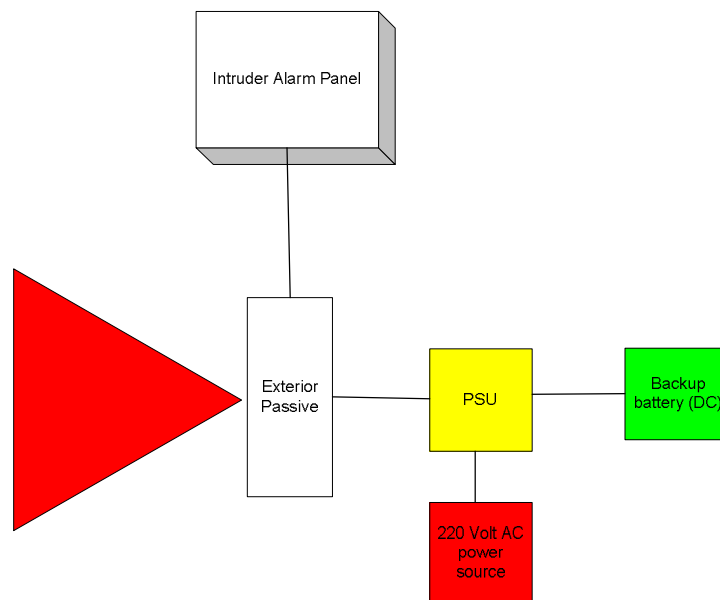 Intruder Alarm Panel
Exterior
Passive
PSU
Backup
battery (DC)
220 Volt AC
power
source